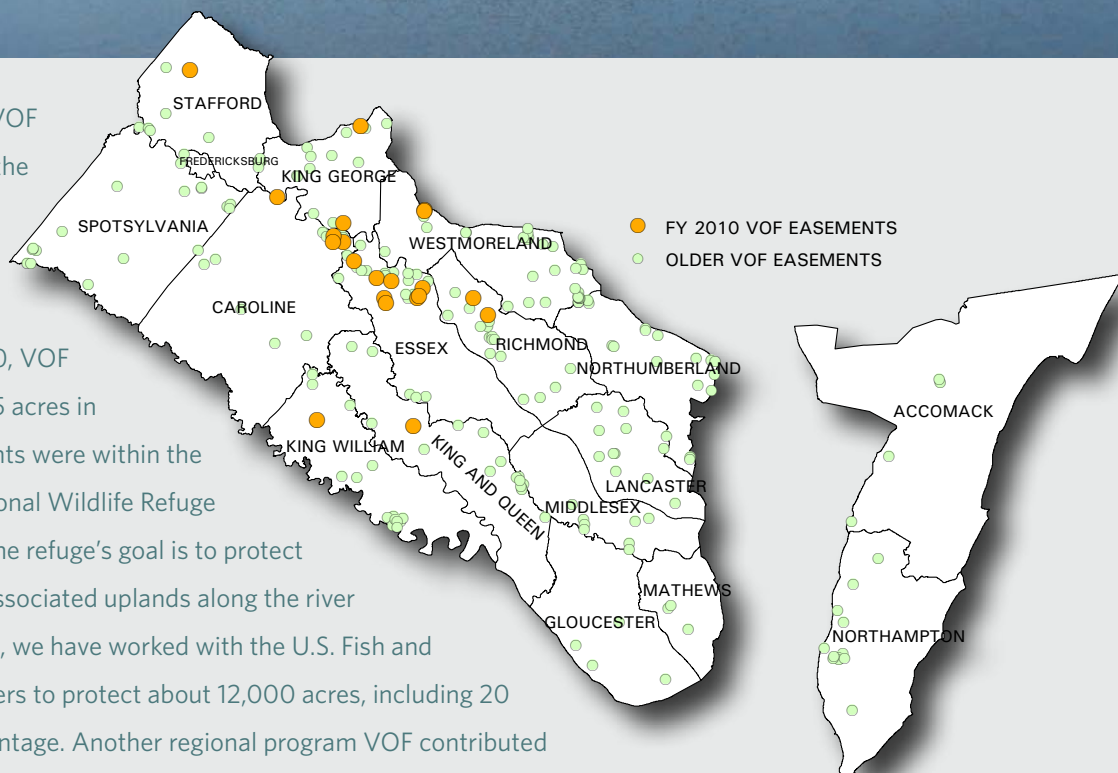 VOF
the
0, VOF
5 acres in
nts were within the
onal Wildlife Refuge
he refuge's goal is to protect
ssociated uplands along the river
, we have worked with the U.S. Fish and
ers to protect about 12,000 acres, including 20
ntage. Another regional program VOF contributed
STAFFORD
FREDERICKSBURG
KING GEORGE
SPOTSYLVANIA
WESTMORELAND
CAROLINE
ESSEX
RICHMOND
NORTHUMBERLAND
KING WILLIAM
KING AND QUEEN
LANCASTER
MIDDLESEX
MATHEWS
GLOUCESTER
FY 2010 VOF EASEMENTS
OLDER VOF EASEMENTS
ACCOMACK
NORTHAMPTON